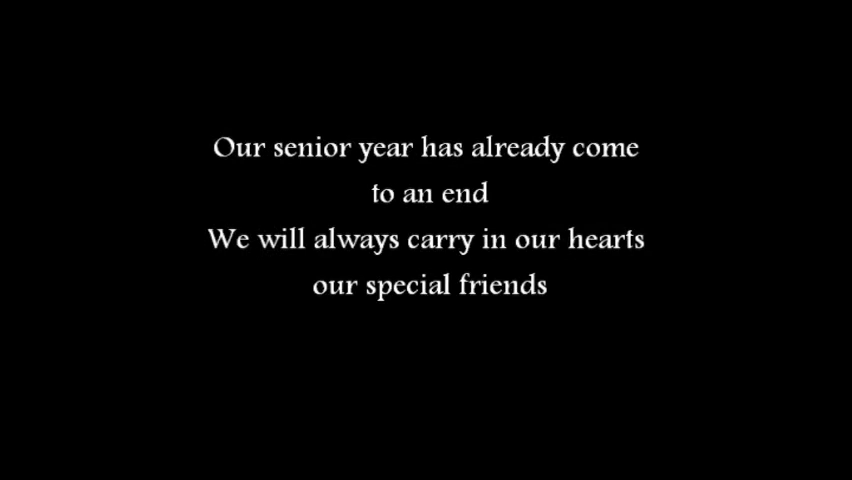 Our senior year has already come
to an end
We will always carry in our hearts
our special friends